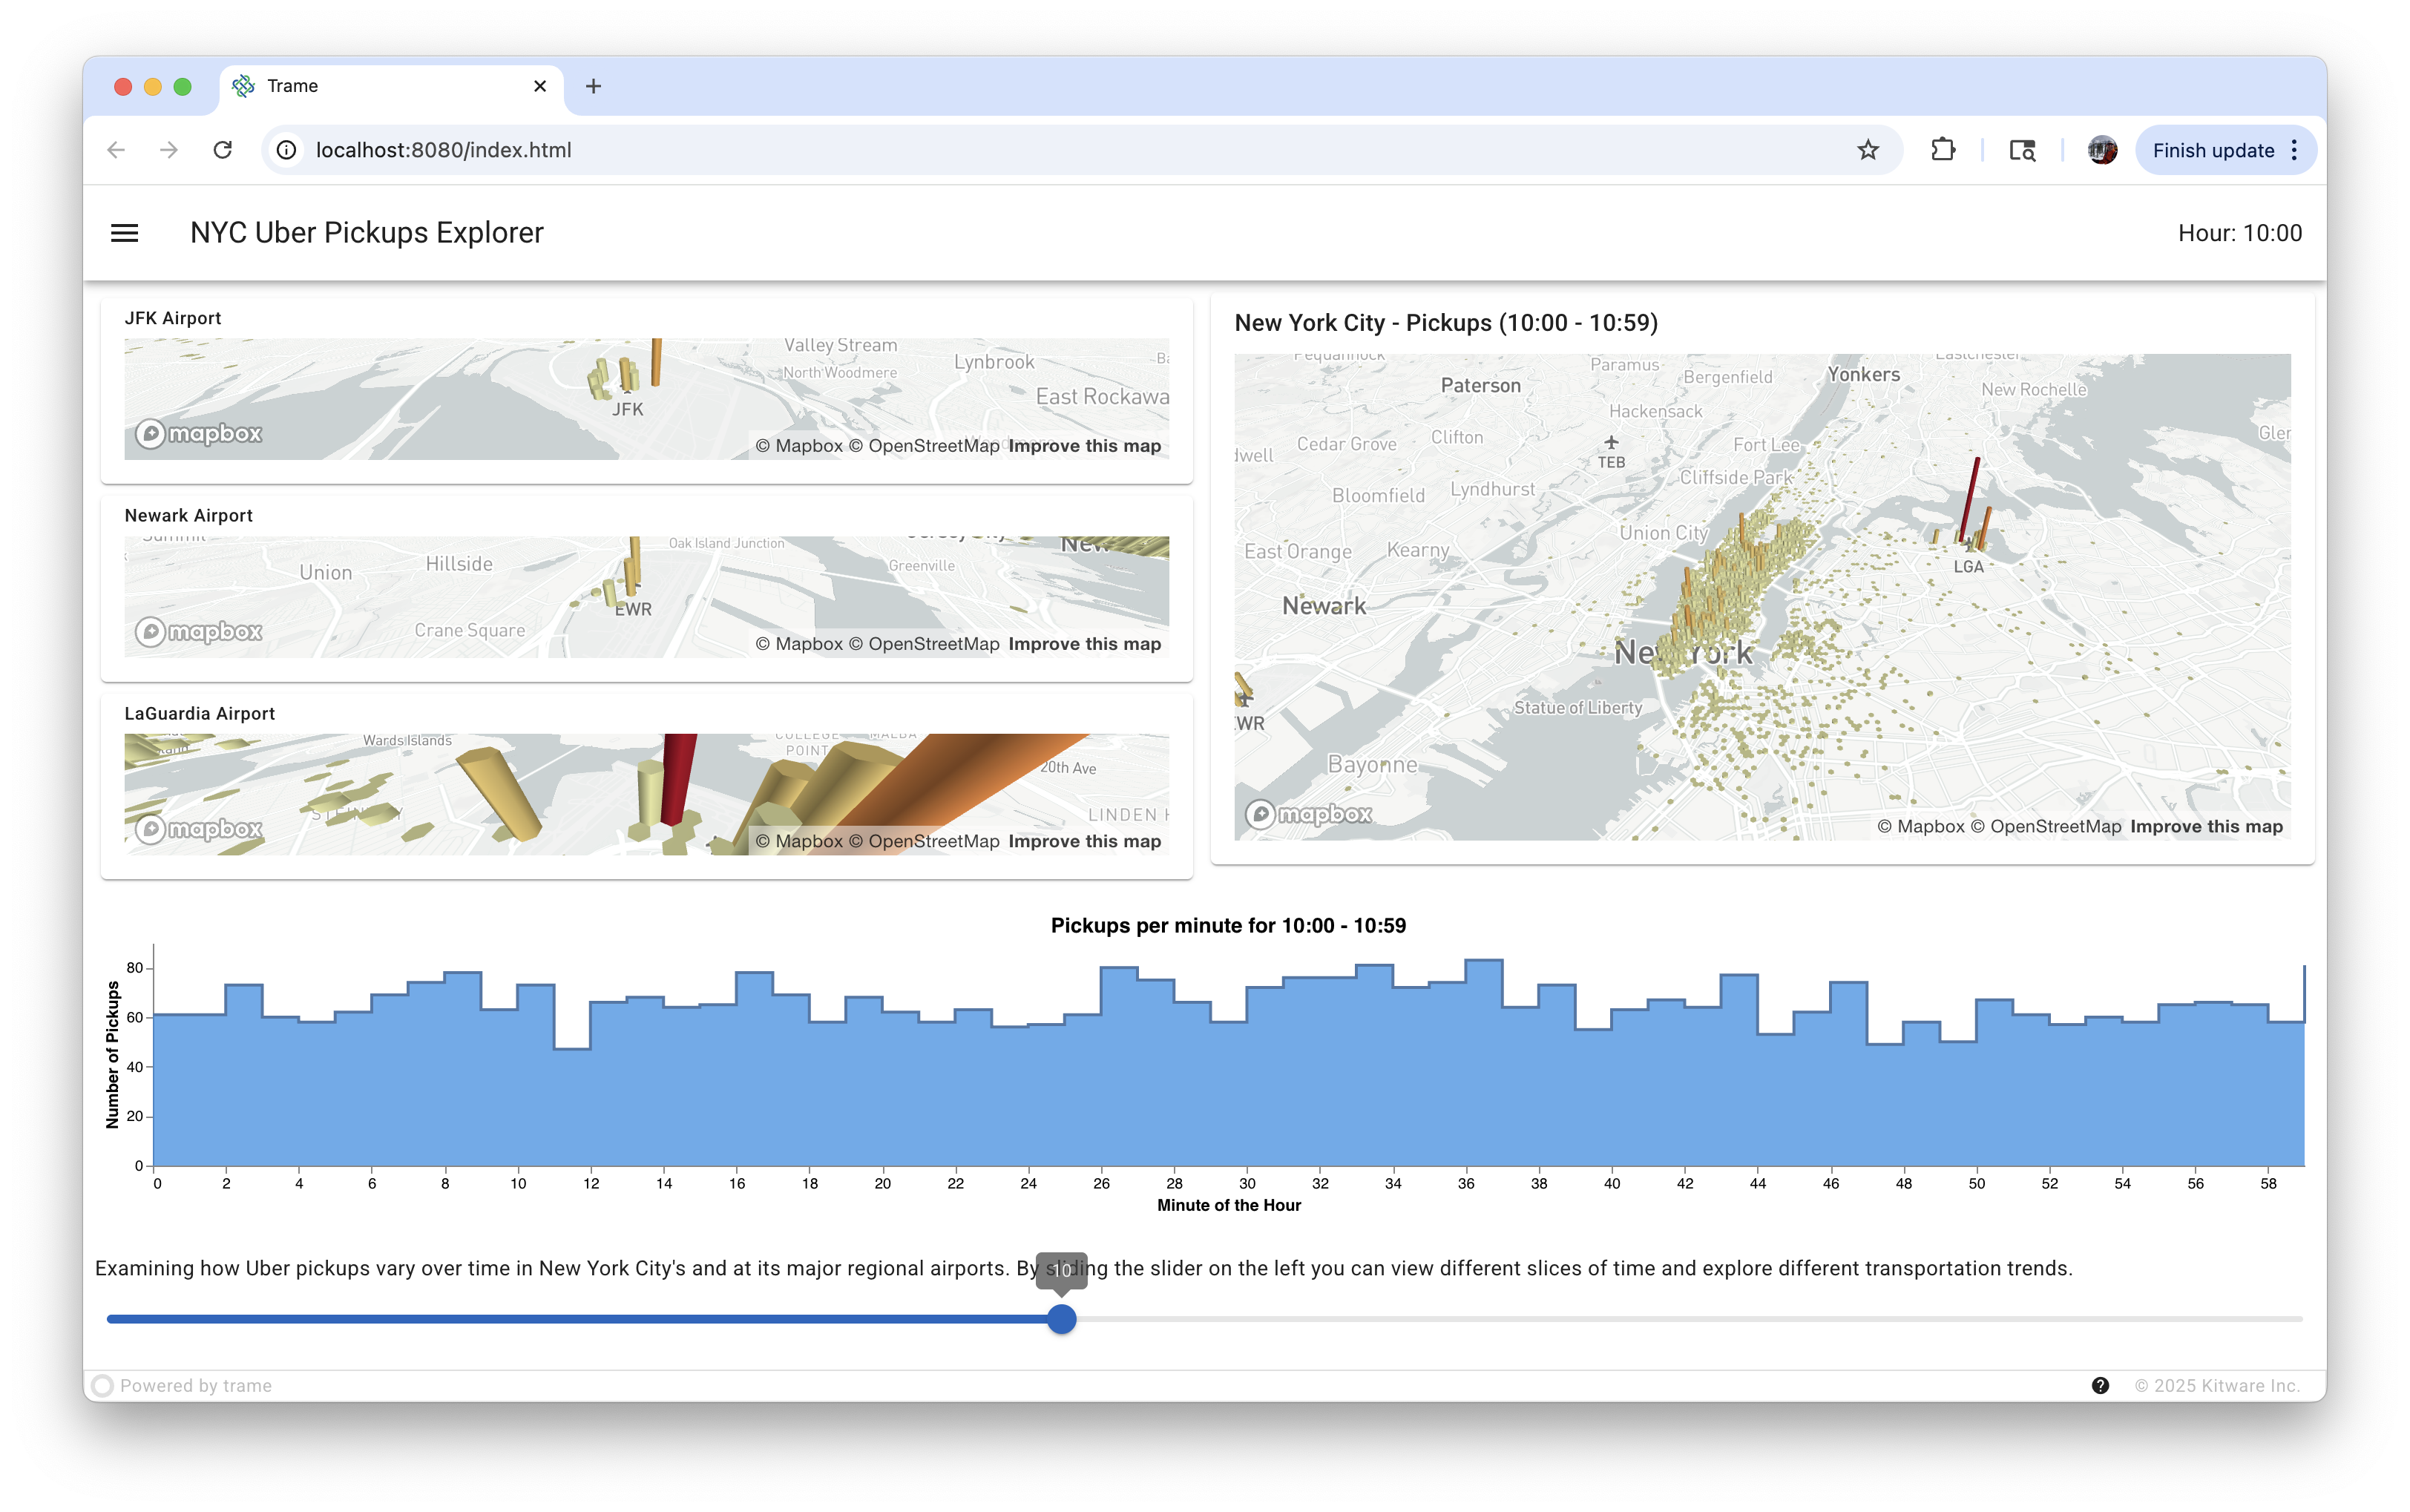 Trame
localhost:8080/index.html
Finish update
NYC Uber Pickups Explorer
Hour: 10:00
JFK Airport
Valley Stream
North Woodmere
Lynbrook
East Rockawa
JFK
mapbox
© Mapbox © OpenStreetMap Improve this map
Newark Airport
Summit
Union
Hillside
Oak Island Junction
Greenville
New
EWR
Crane Square
mapbox
© Mapbox © OpenStreetMap Improve this map
LaGuardia Airport
Wards Islands
COLLEGE
POINT
MALBA
20th Ave
LINDEN
mapbox
© Mapbox © OpenStreetMap Improve this map
New York City - Pickups (10:00 - 10:59)
Pequannock
Paramus
Eastchester
Paterson
Bergenfield
Yonkers
New Rochelle
Hackensack
Cedar Grove
Clifton
Fort Lee
Glen
dwell
TEB
Cliffside Park
Bloomfield
Lyndhurst
Union City
East Orange
Kearny
LGA
Newark
New York
Statue of Liberty
WR
Bayonne
mapbox
© Mapbox © OpenStreetMap Improve this map
Pickups per minute for 10:00 - 10:59
Number of Pickups
80
60
40
20
0
0 2 4 6 8 10 12 14 16 18 20 22 24 26 28 30 32 34 36 38 40 42 44 46 48 50 52 54 56 58
Minute of the Hour
10
Examining how Uber pickups vary over time in New York City's and at its major regional airports. By sliding the slider on the left you can view different slices of time and explore different transportation trends.
Powered by trame
© 2025 Kitware Inc.